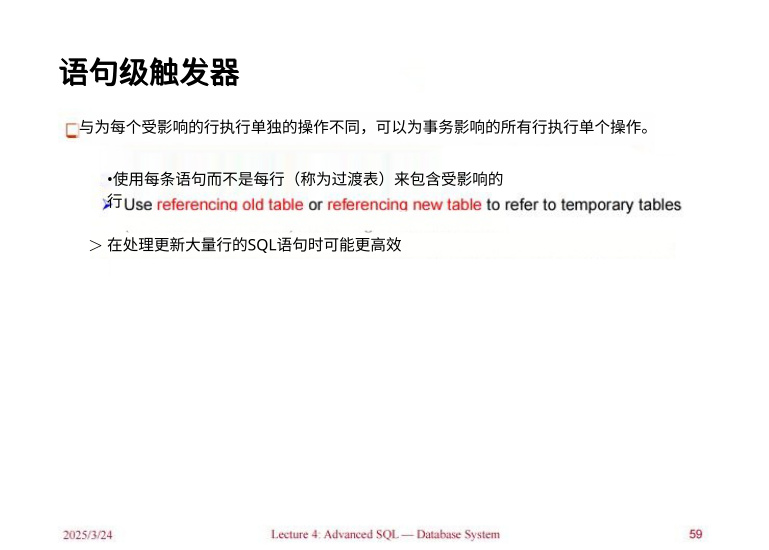 语句级触发器
与为每个受影响的行执行单独的操作不同，可以为事务影响的所有行执行单个操作。
•使用每条语句而不是每行（称为过渡表）来包含受影响的
行
Use referencing old table or referencing new table to refer to temporary tables
> 在处理更新大量行的SQL语句时可能更高效
2025/3/24
Lecture 4: Advanced SQL — Database System
59